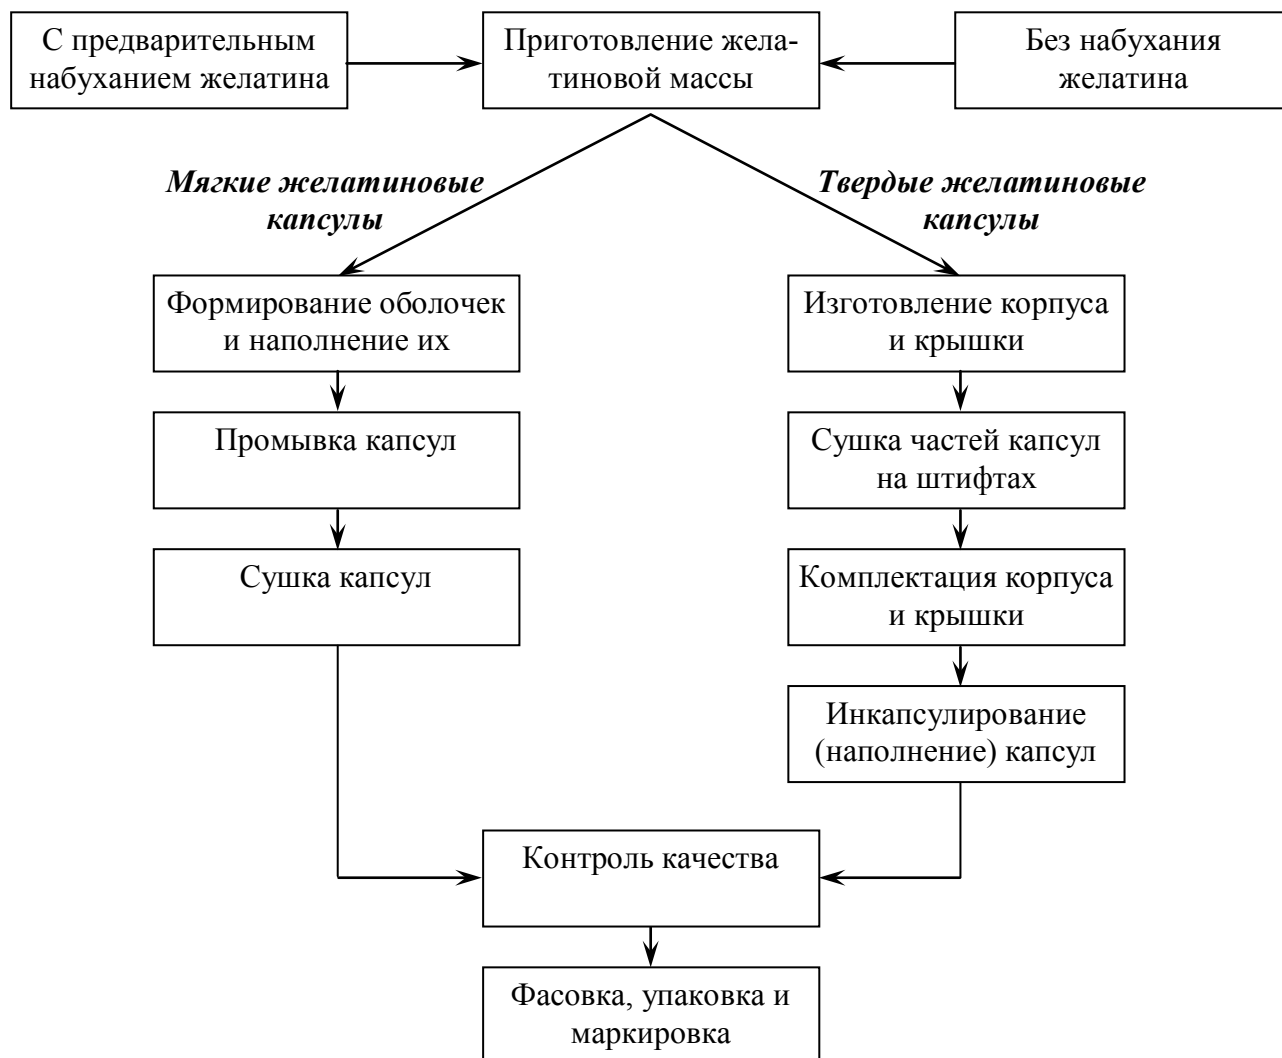 С предварительным
набуханием желатина
Приготовление жела-
тиновой массы
Без набухания
желатина
Мягкие желатиновые
капсулы
Твердые желатиновые
капсулы
Формирование оболочек
и наполнение их
Изготовление корпуса
и крышки
Промывка капсул
Сушка частей капсул
на штифтах
Сушка капсул
Комплектация корпуса
и крышки
Инкапсулирование
(наполнение) капсул
Контроль качества
Фасовка, упаковка и
маркировка